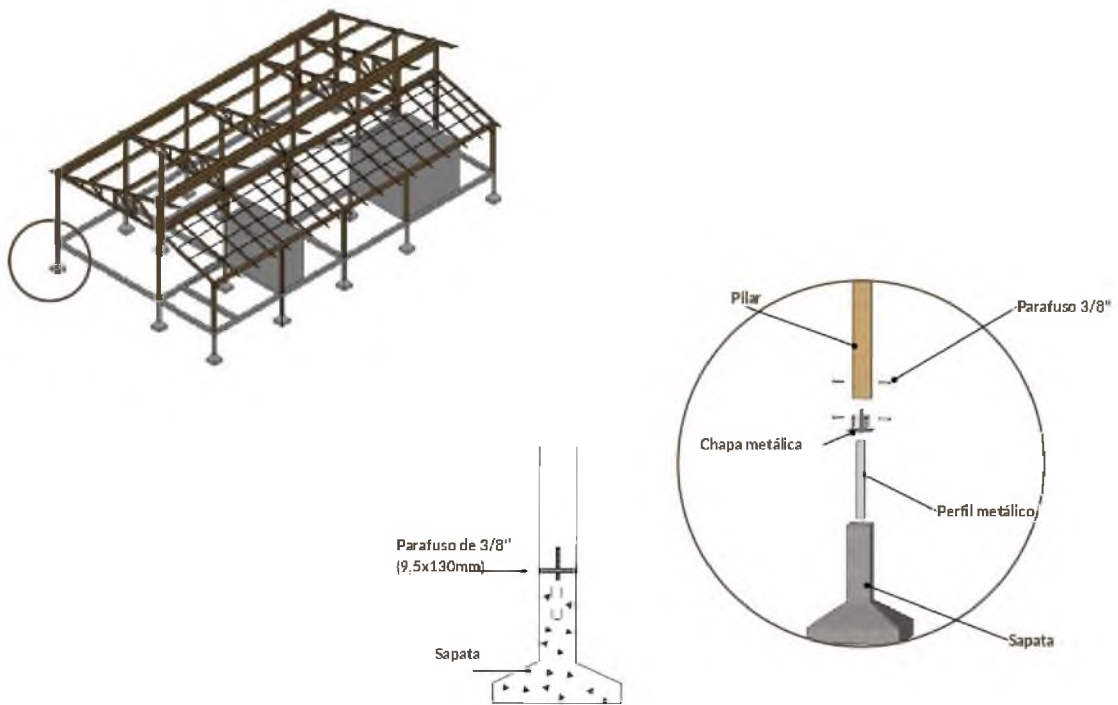 Pilar
Parafuso 3/8"
Chapa metálica
Perfil metálico
Sapata
Parafuso de 3/8"
(9,5x130mm)
Sapata